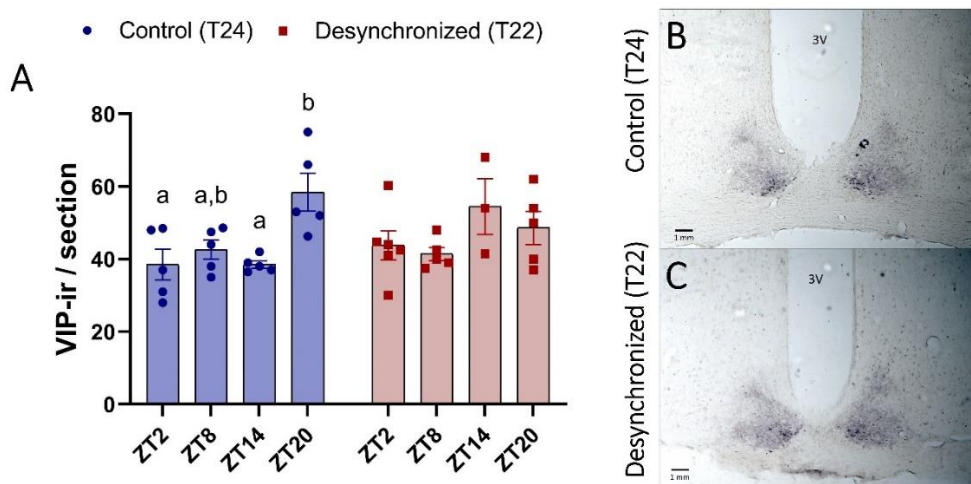 Control (T24) Desynchronized (T22)
A
VIP-ir / section
80
60
40
20
0
a
a,b
a
b
ZT2
ZT8
ZT14
ZT20
ZT2
ZT8
ZT14
ZT20
B
Control (T24)
3V
1 mm
C
Desynchronized (T22)
3V
1 mm